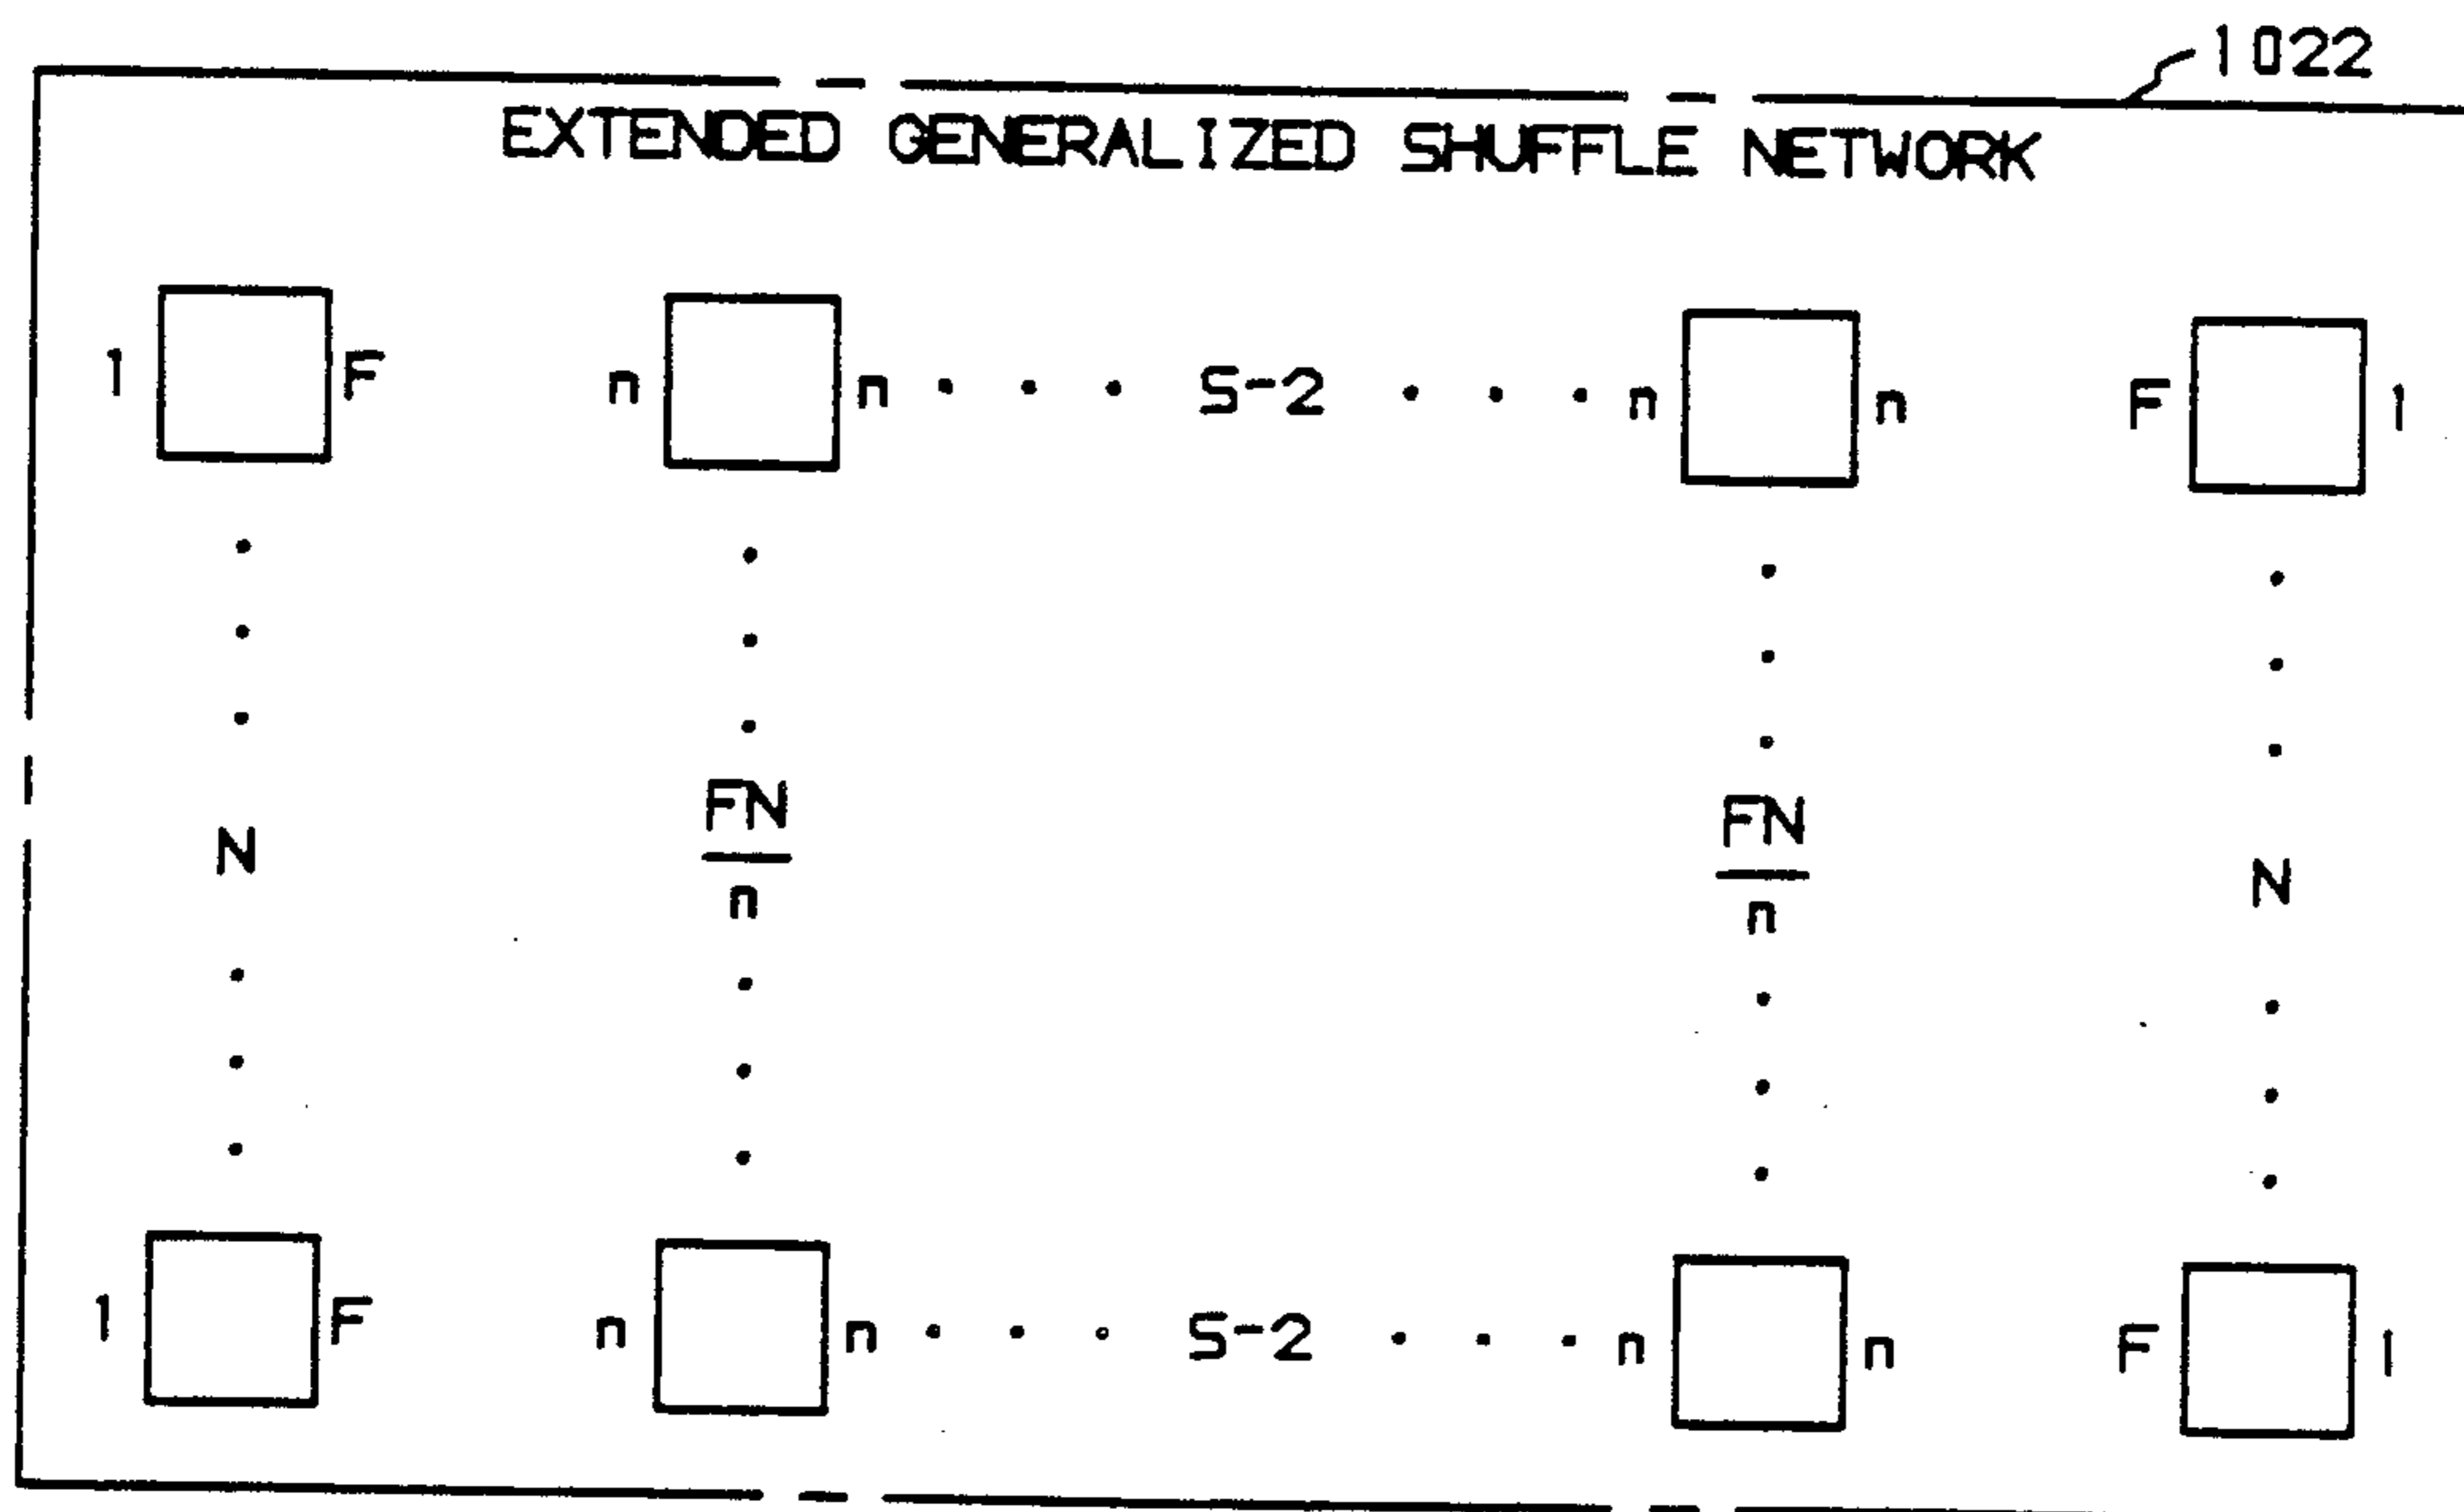 1022
EXTENDED GENERALIZED SHUFFLE NETWORK
1 F n n . . . S-2 . . . n n F 1
N FN/n FN/n N
1 F n n . . . S-2 . . . n n F 1